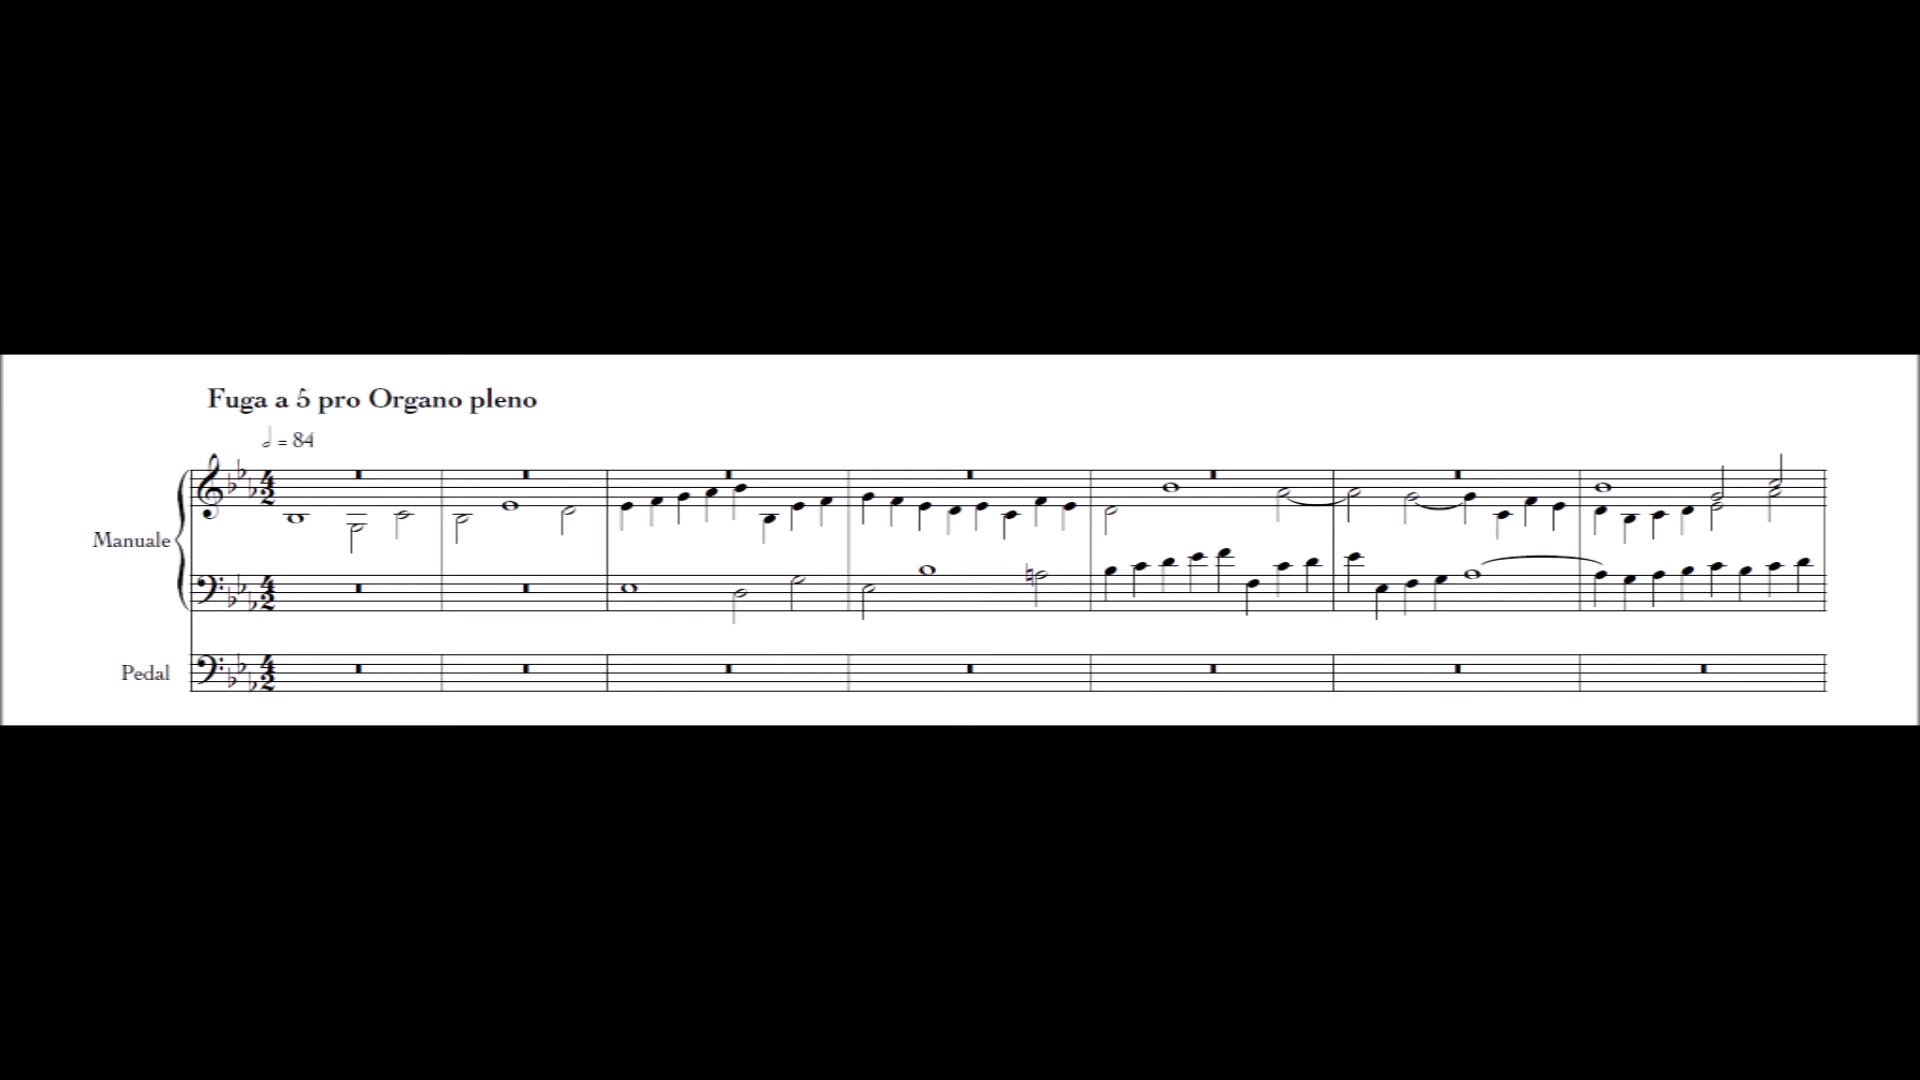 Fuga a 5 pro Organo pleno
𝅗𝅥 = 84
Manuale
Pedal